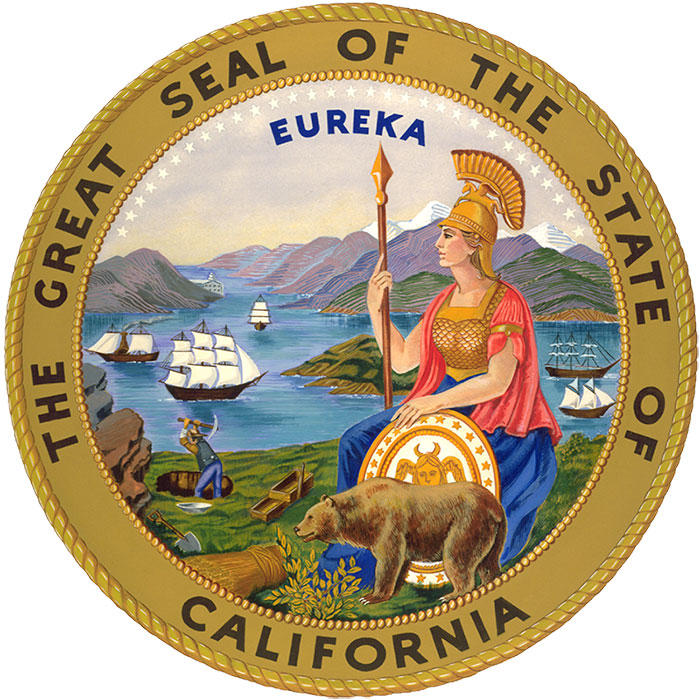 THE GREAT SEAL OF THE STATE OF
CALIFORNIA
EUREKA